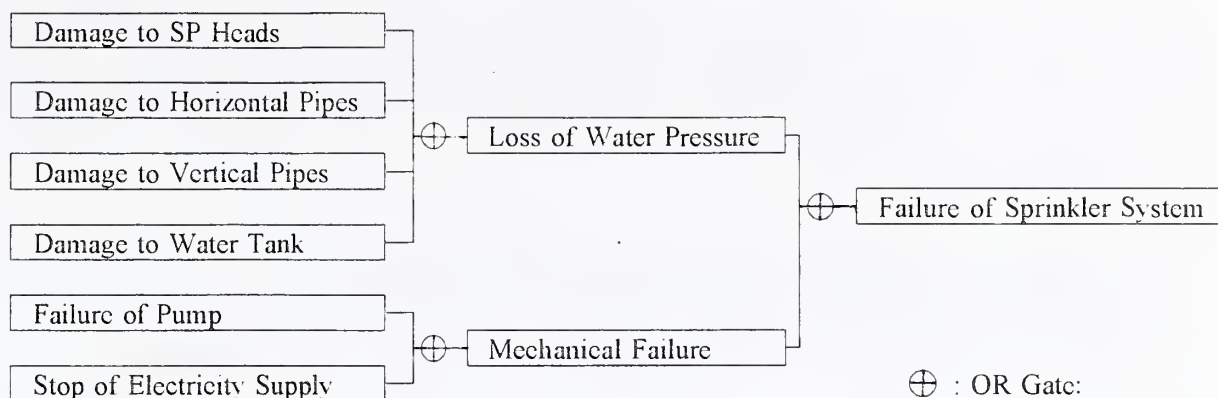 Damage to SP Heads
Damage to Horizontal Pipes
Damage to Vertical Pipes
Damage to Water Tank
Failure of Pump
Stop of Electricity Supply
Loss of Water Pressure
Mechanical Failure
Failure of Sprinkler System
: OR Gate: